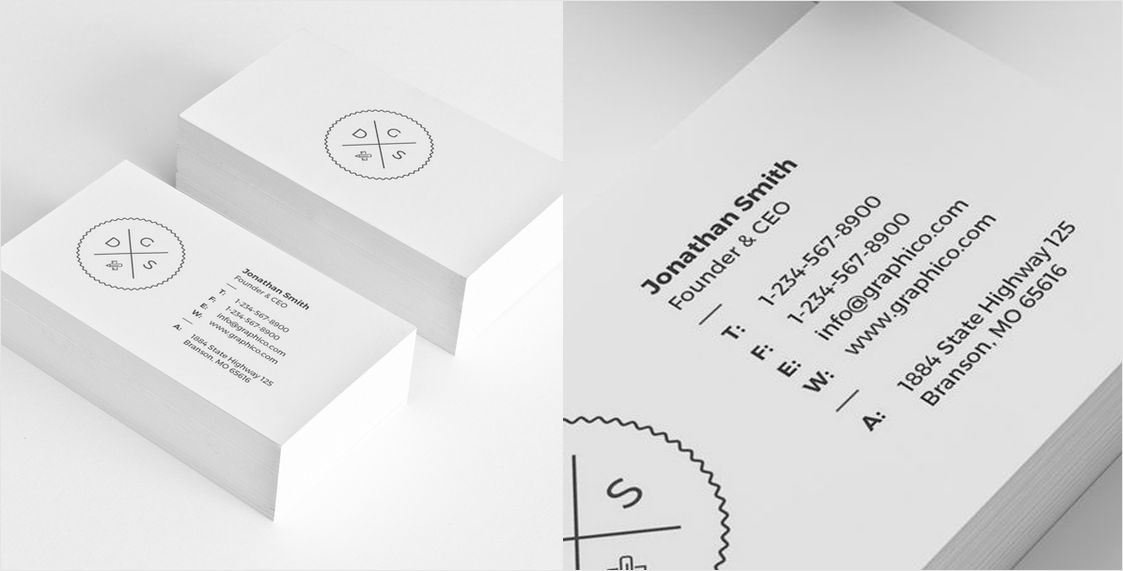 D G
S
D G
S
Jonathan Smith
Founder & CEO
T: 1-234-567-8900
F: 1-234-567-8900
E: info@graphico.com
W: www.graphico.com
A: 1884 State Highway 125
Branson, MO 65616
Jonathan Smith
Founder & CEO
T: 1-234-567-8900
F: 1-234-567-8900
E: info@graphico.com
W: www.graphico.com
A: 1884 State Highway 125
Branson, MO 65616
S